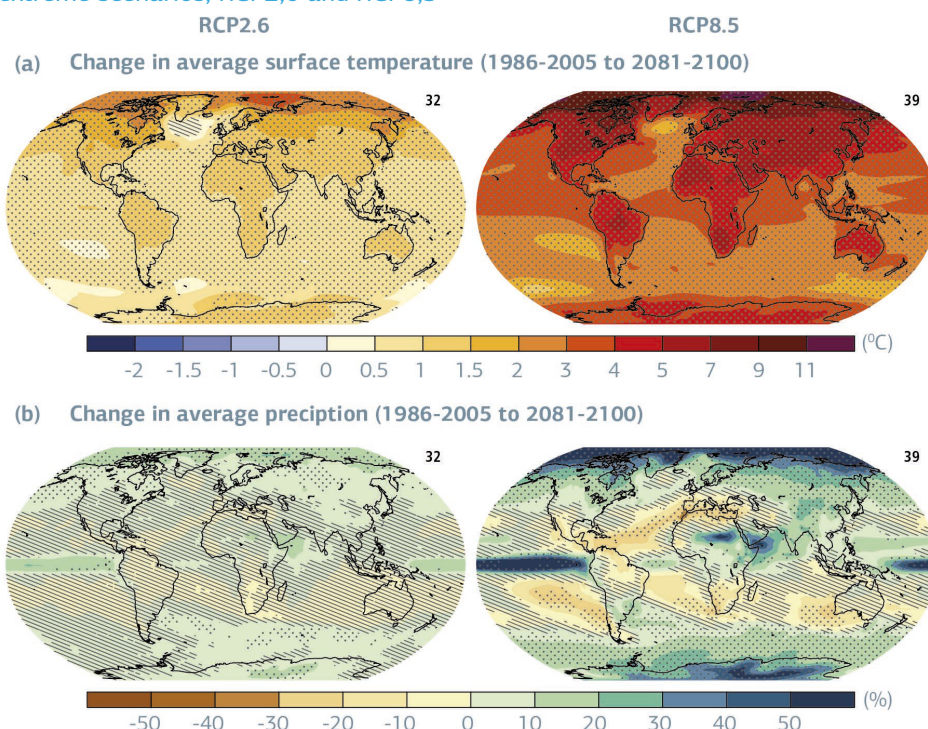 RCP2.6 RCP8.5
(a) Change in average surface temperature (1986-2005 to 2081-2100)
32 39
-2 -1.5 -1 -0.5 0 0.5 1 1.5 2 3 4 5 7 9 11 (⁰C)
(b) Change in average preciption (1986-2005 to 2081-2100)
32 39
-50 -40 -30 -20 -10 0 10 20 30 40 50 (%)